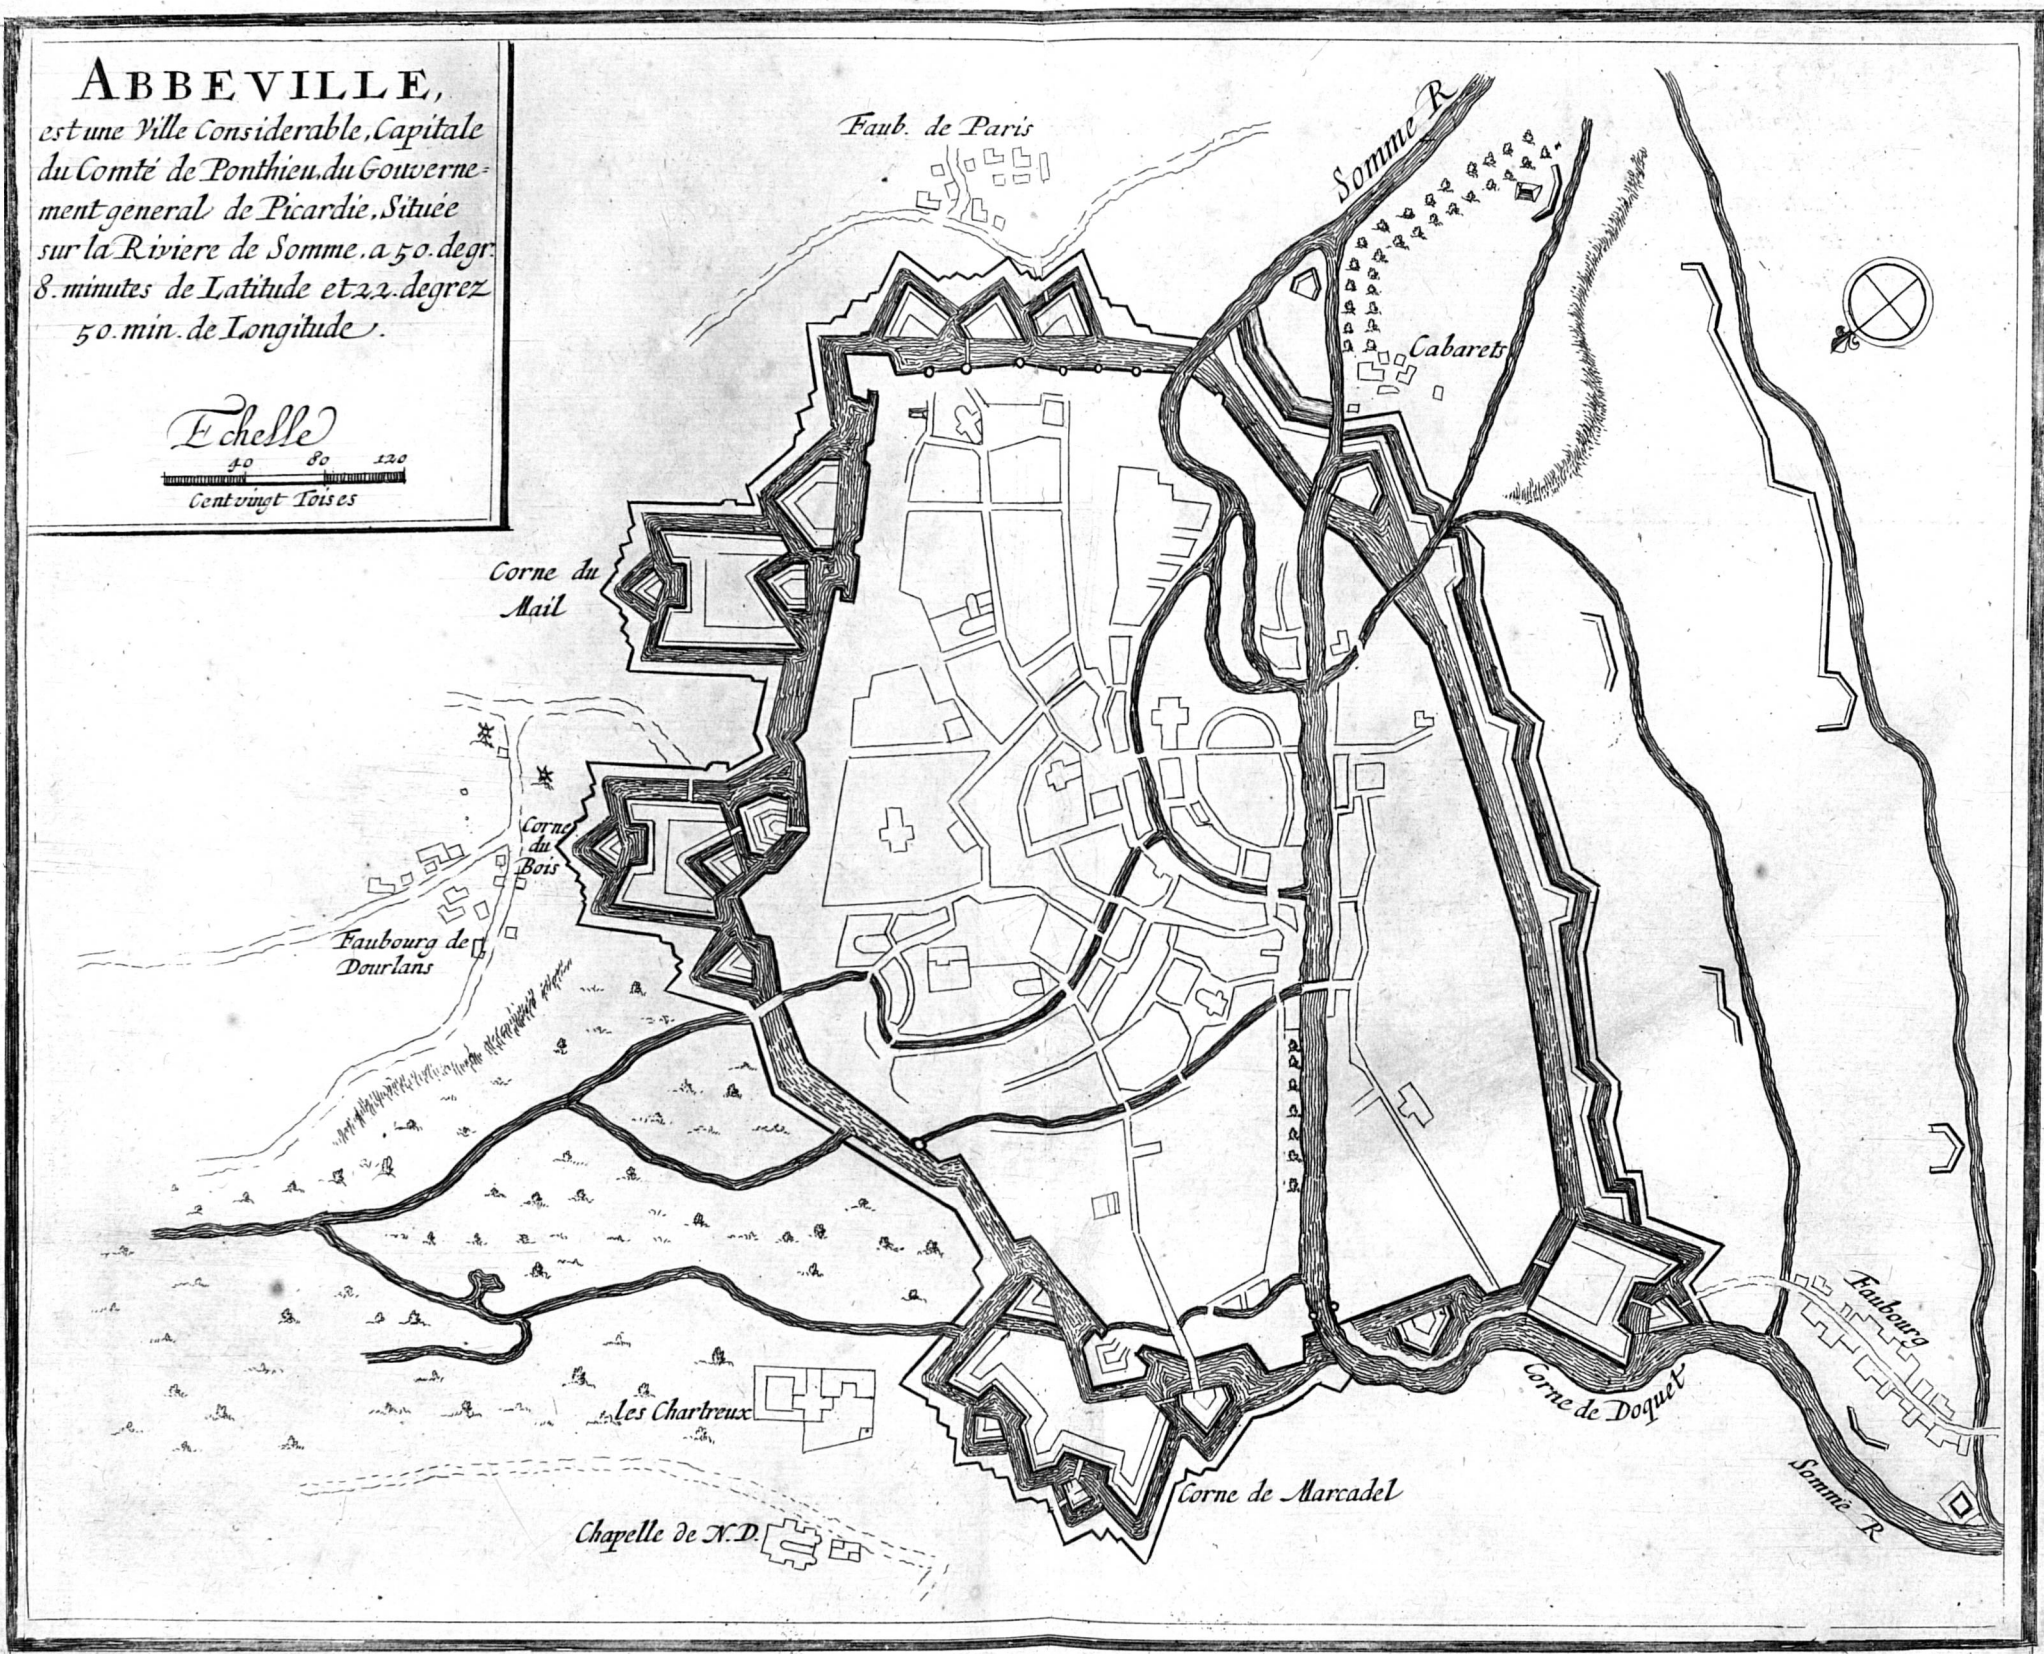 ABBEVILLE,
est une Ville Considerable, Capitale
du Comté de Ponthieu, du Gouverne=
ment general de Picardie, Située
sur la Riviere de Somme, a 50. degr.
8. minutes de Latitude et 22. degrez
50. min. de Longitude.
Echelle
40 80 120
Cent vingt Toises
Faub. de Paris
Somme R
Cabarets
Corne du
Mail
Corne
du
Bois
Faubourg de
Dourlans
les Chartreux
Chapelle de N.D.
Corne de Marcadel
Corne de Doquet
Faubourg
Somme R